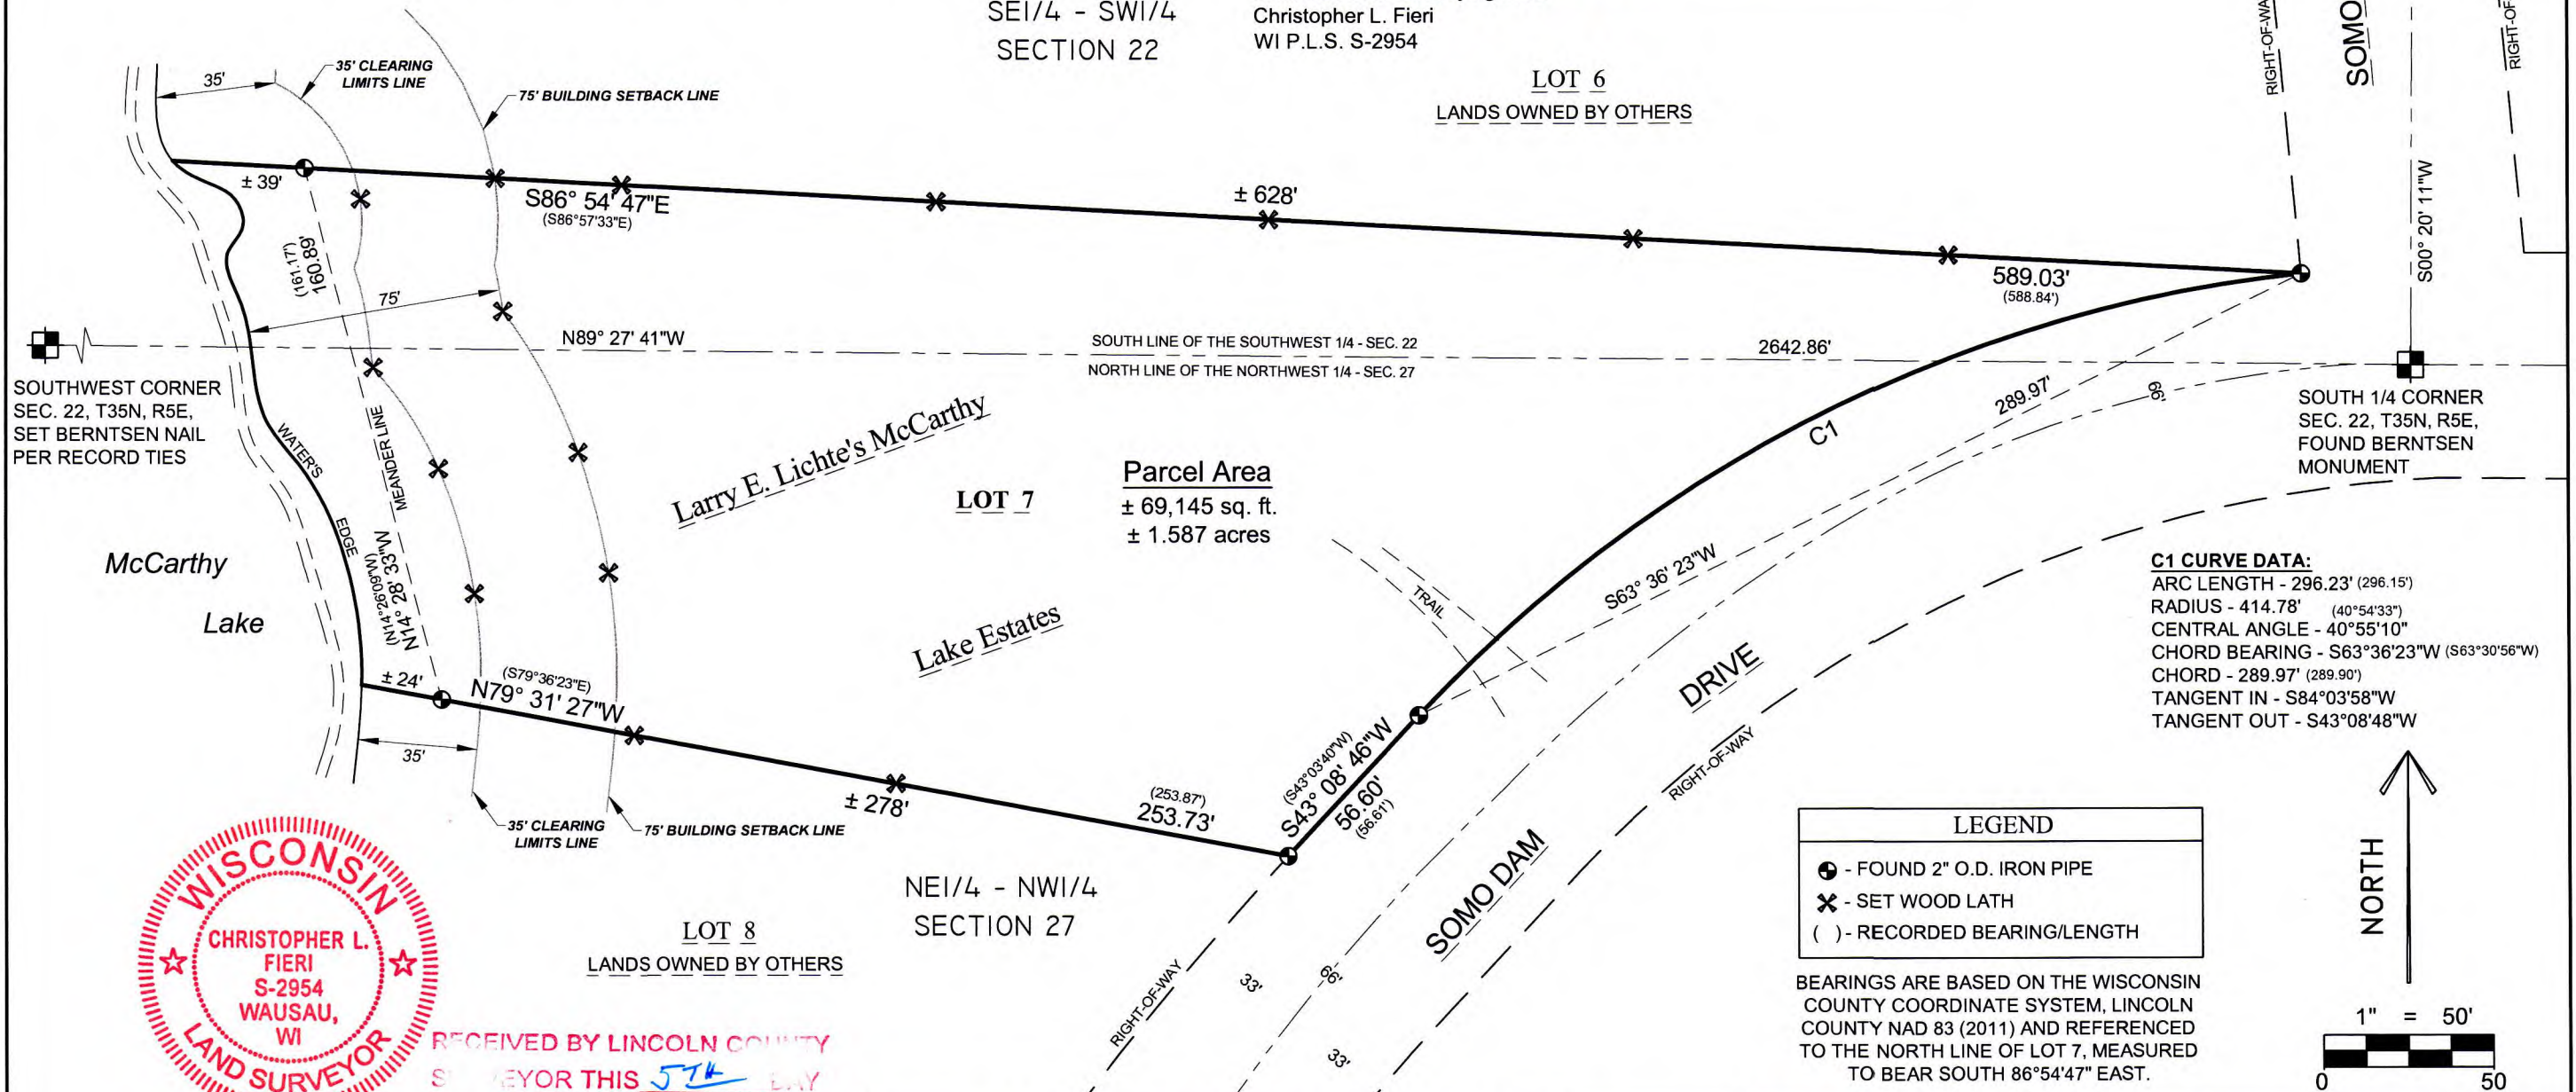 SE1/4 - SW1/4
SECTION 22
Christopher L. Fieri
WI P.L.S. S-2954
LOT 6
LANDS OWNED BY OTHERS
RIGHT-OF-WA
SOMO
RIGHT-OF
S00° 20' 11"W
35'
35' CLEARING
LIMITS LINE
75' BUILDING SETBACK LINE
± 39'
S86° 54' 47"E
(S86°57'33"E)
± 628'
589.03'
(588.84')
160.89'
(161.17')
75'
N89° 27' 41"W
SOUTH LINE OF THE SOUTHWEST 1/4 - SEC. 22
NORTH LINE OF THE NORTHWEST 1/4 - SEC. 27
2642.86'
SOUTHWEST CORNER
SEC. 22, T35N, R5E,
SET BERNTSEN NAIL
PER RECORD TIES
SOUTH 1/4 CORNER
SEC. 22, T35N, R5E,
FOUND BERNTSEN
MONUMENT
WATER'S
EDGE
MEANDER LINE
N14° 28' 33"W
(N14°26'09"W)
McCarthy
Lake
Larry E. Lichte's McCarthy
Lake Estates
LOT 7
Parcel Area
± 69,145 sq. ft.
± 1.587 acres
289.97'
66'
C1
S63° 36' 23"W
TRAIL
C1 CURVE DATA:
ARC LENGTH - 296.23' (296.15')
RADIUS - 414.78' (40°54'33")
CENTRAL ANGLE - 40°55'10"
CHORD BEARING - S63°36'23"W (S63°30'56"W)
CHORD - 289.97' (289.90')
TANGENT IN - S84°03'58"W
TANGENT OUT - S43°08'48"W
± 24'
(S79°36'23"E)
N79° 31' 27"W
35'
± 278'
(253.87')
253.73'
(S43°03'40"W)
S43° 08' 46"W
56.60'
(56.61')
35' CLEARING
LIMITS LINE
75' BUILDING SETBACK LINE
SOMO DAM
DRIVE
RIGHT-OF-WAY
RIGHT-OF-WAY
33'
66'
33'
NE1/4 - NW1/4
SECTION 27
LOT 8
LANDS OWNED BY OTHERS
LEGEND
- FOUND 2" O.D. IRON PIPE
- SET WOOD LATH
( ) - RECORDED BEARING/LENGTH
NORTH
BEARINGS ARE BASED ON THE WISCONSIN
COUNTY COORDINATE SYSTEM, LINCOLN
COUNTY NAD 83 (2011) AND REFERENCED
TO THE NORTH LINE OF LOT 7, MEASURED
TO BEAR SOUTH 86°54'47" EAST.
1" = 50'
0 50
WISCONSIN
CHRISTOPHER L.
FIERI
S-2954
WAUSAU,
WI
LAND SURVEYOR
RECEIVED BY LINCOLN COUNTY
THIS 5TH DAY